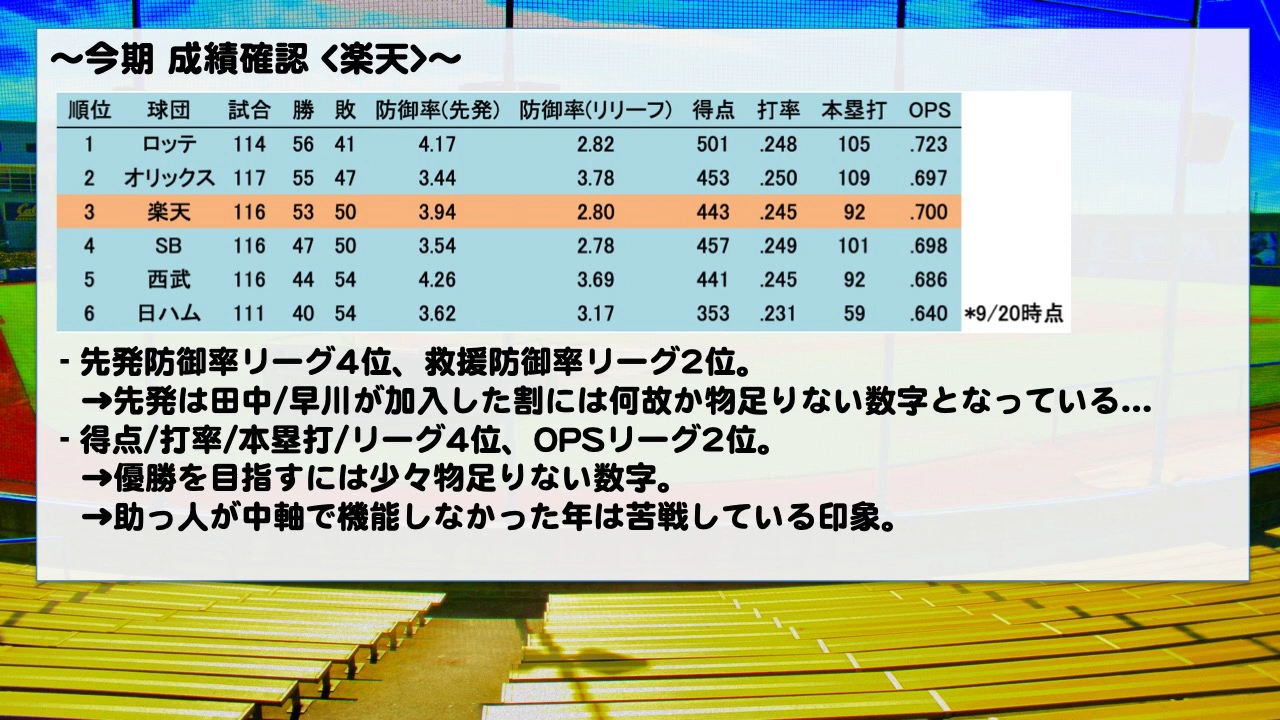 ～今期 成績確認 <楽天>～
順位 球団 試合 勝 敗 防御率(先発) 防御率(リリーフ) 得点 打率 本塁打 OPS
1 ロッテ 114 56 41 4.17 2.82 501 .248 105 .723
2 オリックス 117 55 47 3.44 3.78 453 .250 109 .697
3 楽天 116 53 50 3.94 2.80 443 .245 92 .700
4 SB 116 47 50 3.54 2.78 457 .249 101 .698
5 西武 116 44 54 4.26 3.69 441 .245 92 .686
6 日ハム 111 40 54 3.62 3.17 353 .231 59 .640 *9/20時点
- 先発防御率リーグ4位、救援防御率リーグ2位。
→先発は田中/早川が加入した割には何故か物足りない数字となっている...
- 得点/打率/本塁打/リーグ4位、OPSリーグ2位。
→優勝を目指すには少々物足りない数字。
→助っ人が中軸で機能しなかった年は苦戦している印象。